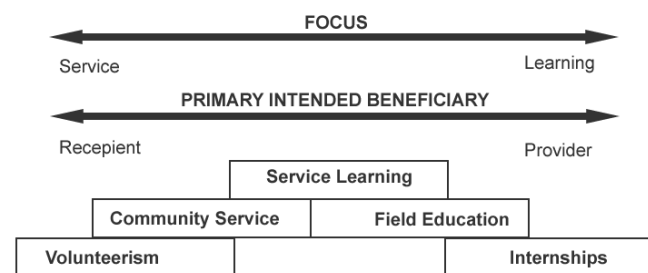 FOCUS
Service Learning
PRIMARY INTENDED BENEFICIARY
Recepient Provider
Service Learning
Community Service Field Education
Volunteerism Internships